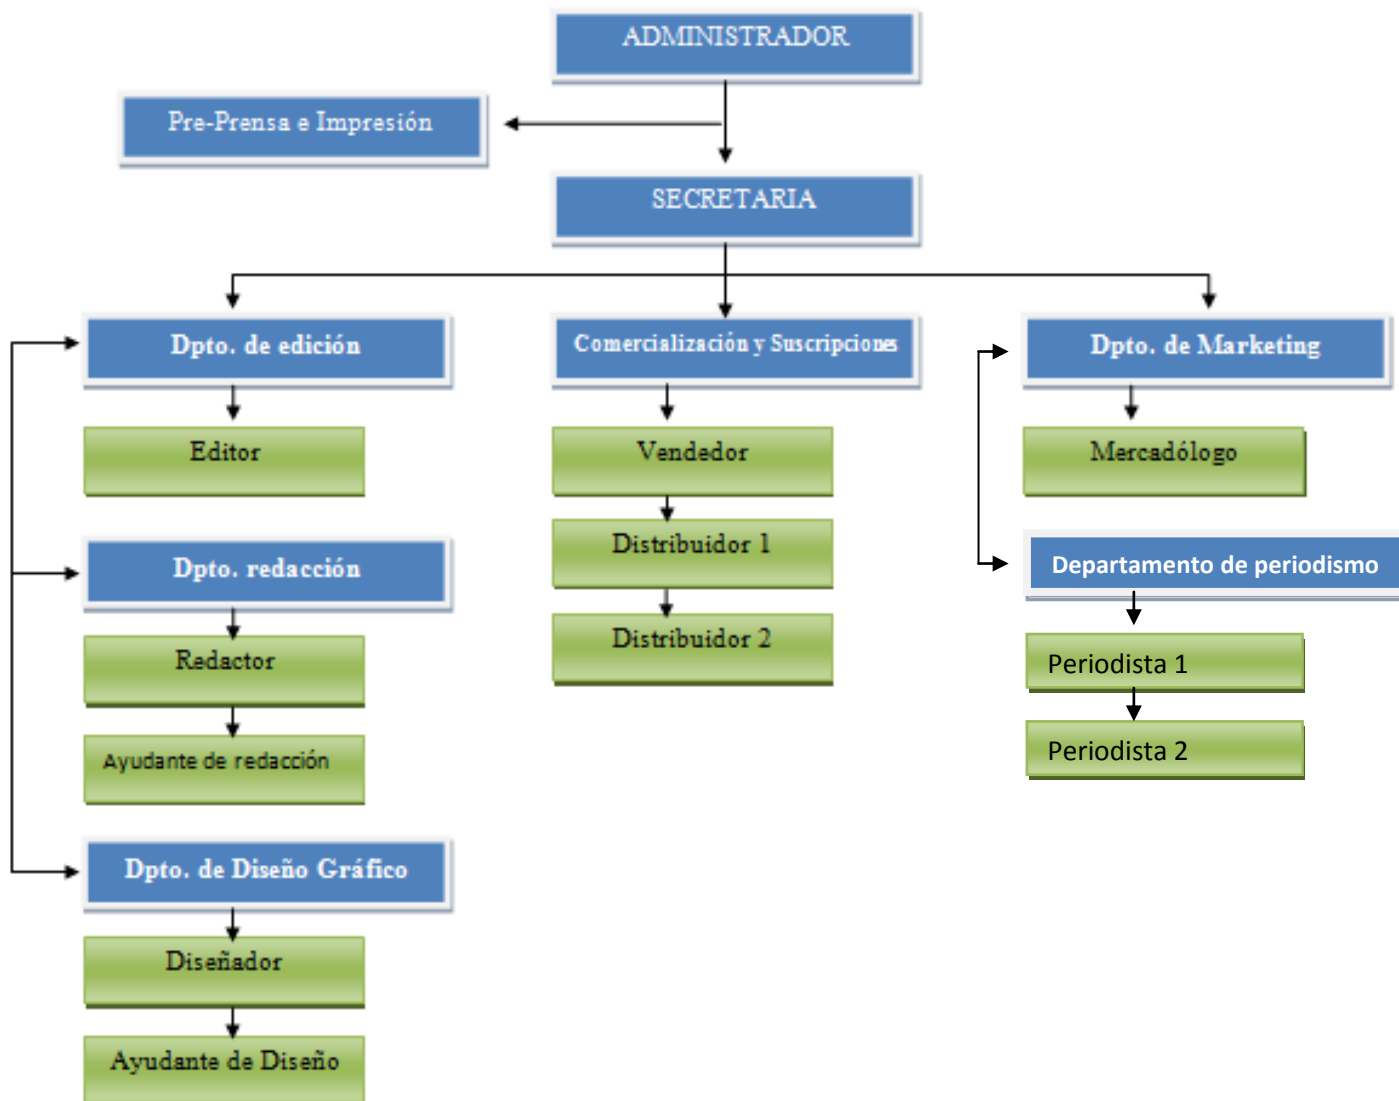 ADMINISTRADOR
Pre-Prensa e Impresión
SECRETARIA
Dpto. de edición
Comercialización y Suscripciones
Dpto. de Marketing
Editor
Vendedor
Mercadólogo
Distribuidor 1
Dpto. redacción
Departamento de periodismo
Distribuidor 2
Redactor
Periodista 1
Ayudante de redacción
Periodista 2
Dpto. de Diseño Gráfico
Diseñador
Ayudante de Diseño